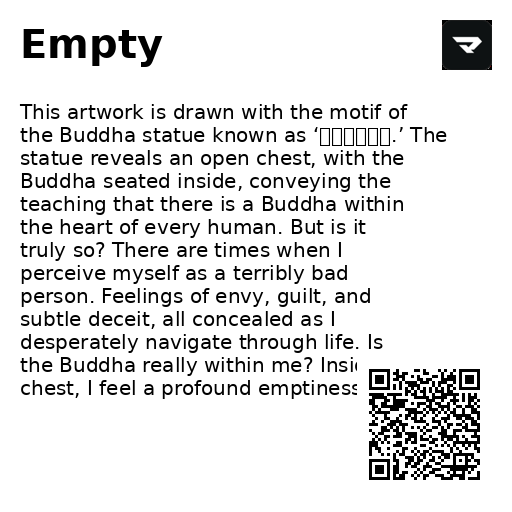 Empty
This artwork is drawn with the motif of
the Buddha statue known as ‘□□□□□□.’ The
statue reveals an open chest, with the
Buddha seated inside, conveying the
teaching that there is a Buddha within
the heart of every human. But is it
truly so? There are times when I
perceive myself as a terribly bad
person. Feelings of envy, guilt, and
subtle deceit, all concealed as I
desperately navigate through life. Is
the Buddha really within me?
chest, I feel a profound emptiness